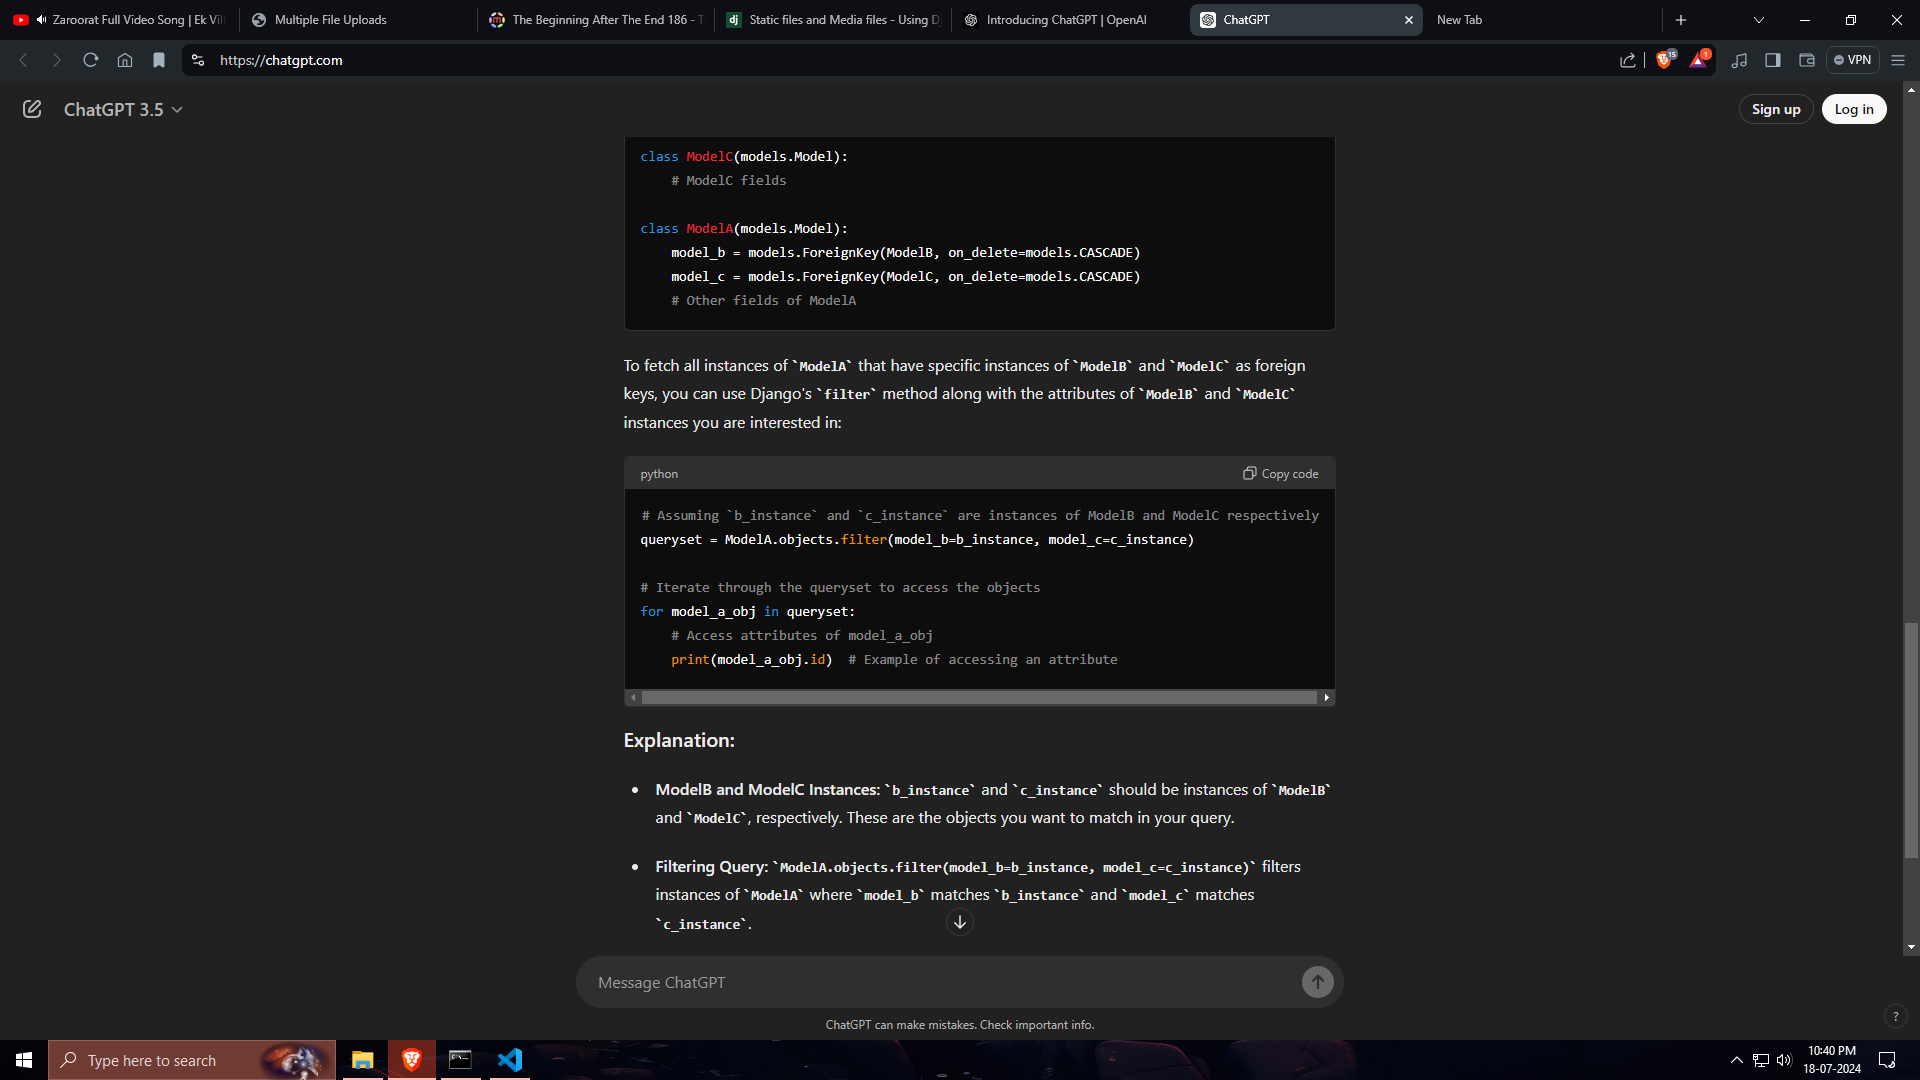 Zaroorat Full Video Song | Ek Vil
Multiple File Uploads
The Beginning After The End 186 - T
Static files and Media files - Using D
Introducing ChatGPT | OpenAI
ChatGPT
New Tab
https://chatgpt.com
15
1
VPN
ChatGPT 3.5
Sign up
Log in
class ModelC(models.Model):
# ModelC fields
class ModelA(models.Model):
model_b = models.ForeignKey(ModelB, on_delete=models.CASCADE)
model_c = models.ForeignKey(ModelC, on_delete=models.CASCADE)
# Other fields of ModelA
To fetch all instances of `ModelA` that have specific instances of `ModelB` and `ModelC` as foreign
keys, you can use Django's `filter` method along with the attributes of `ModelB` and `ModelC`
instances you are interested in:
python
Copy code
# Assuming `b_instance` and `c_instance` are instances of ModelB and ModelC respectively
queryset = ModelA.objects.filter(model_b=b_instance, model_c=c_instance)
# Iterate through the queryset to access the objects
for model_a_obj in queryset:
# Access attributes of model_a_obj
print(model_a_obj.id)  # Example of accessing an attribute
Explanation:
• ModelB and ModelC Instances: `b_instance` and `c_instance` should be instances of `ModelB`
and `ModelC`, respectively. These are the objects you want to match in your query.
• Filtering Query: `ModelA.objects.filter(model_b=b_instance, model_c=c_instance)` filters
instances of `ModelA` where `model_b` matches `b_instance` and `model_c` matches
`c_instance`.
Message ChatGPT
ChatGPT can make mistakes. Check important info.
?
Type here to search
10:40 PM
18-07-2024